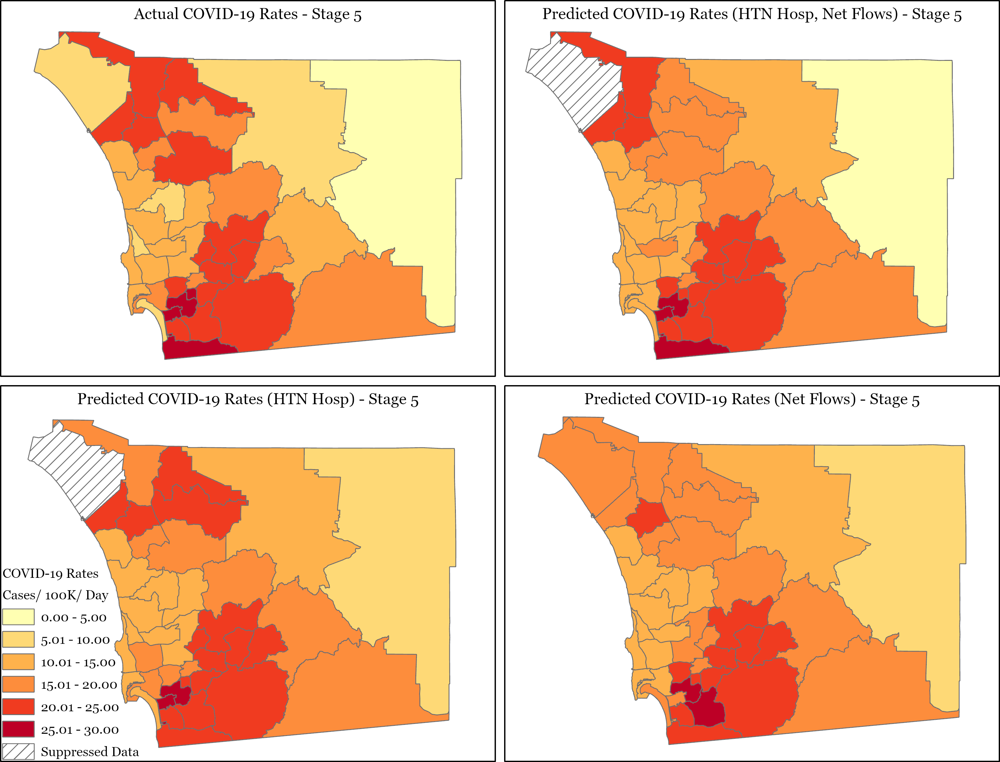 Actual COVID-19 Rates - Stage 5
Predicted COVID-19 Rates (HTN Hosp, Net Flows) - Stage 5
Predicted COVID-19 Rates (HTN Hosp) - Stage 5
Predicted COVID-19 Rates (Net Flows) - Stage 5
COVID-19 Rates
Cases/ 100K/ Day
0.00 - 5.00
5.01 - 10.00
10.01 - 15.00
15.01 - 20.00
20.01 - 25.00
25.01 - 30.00
Suppressed Data